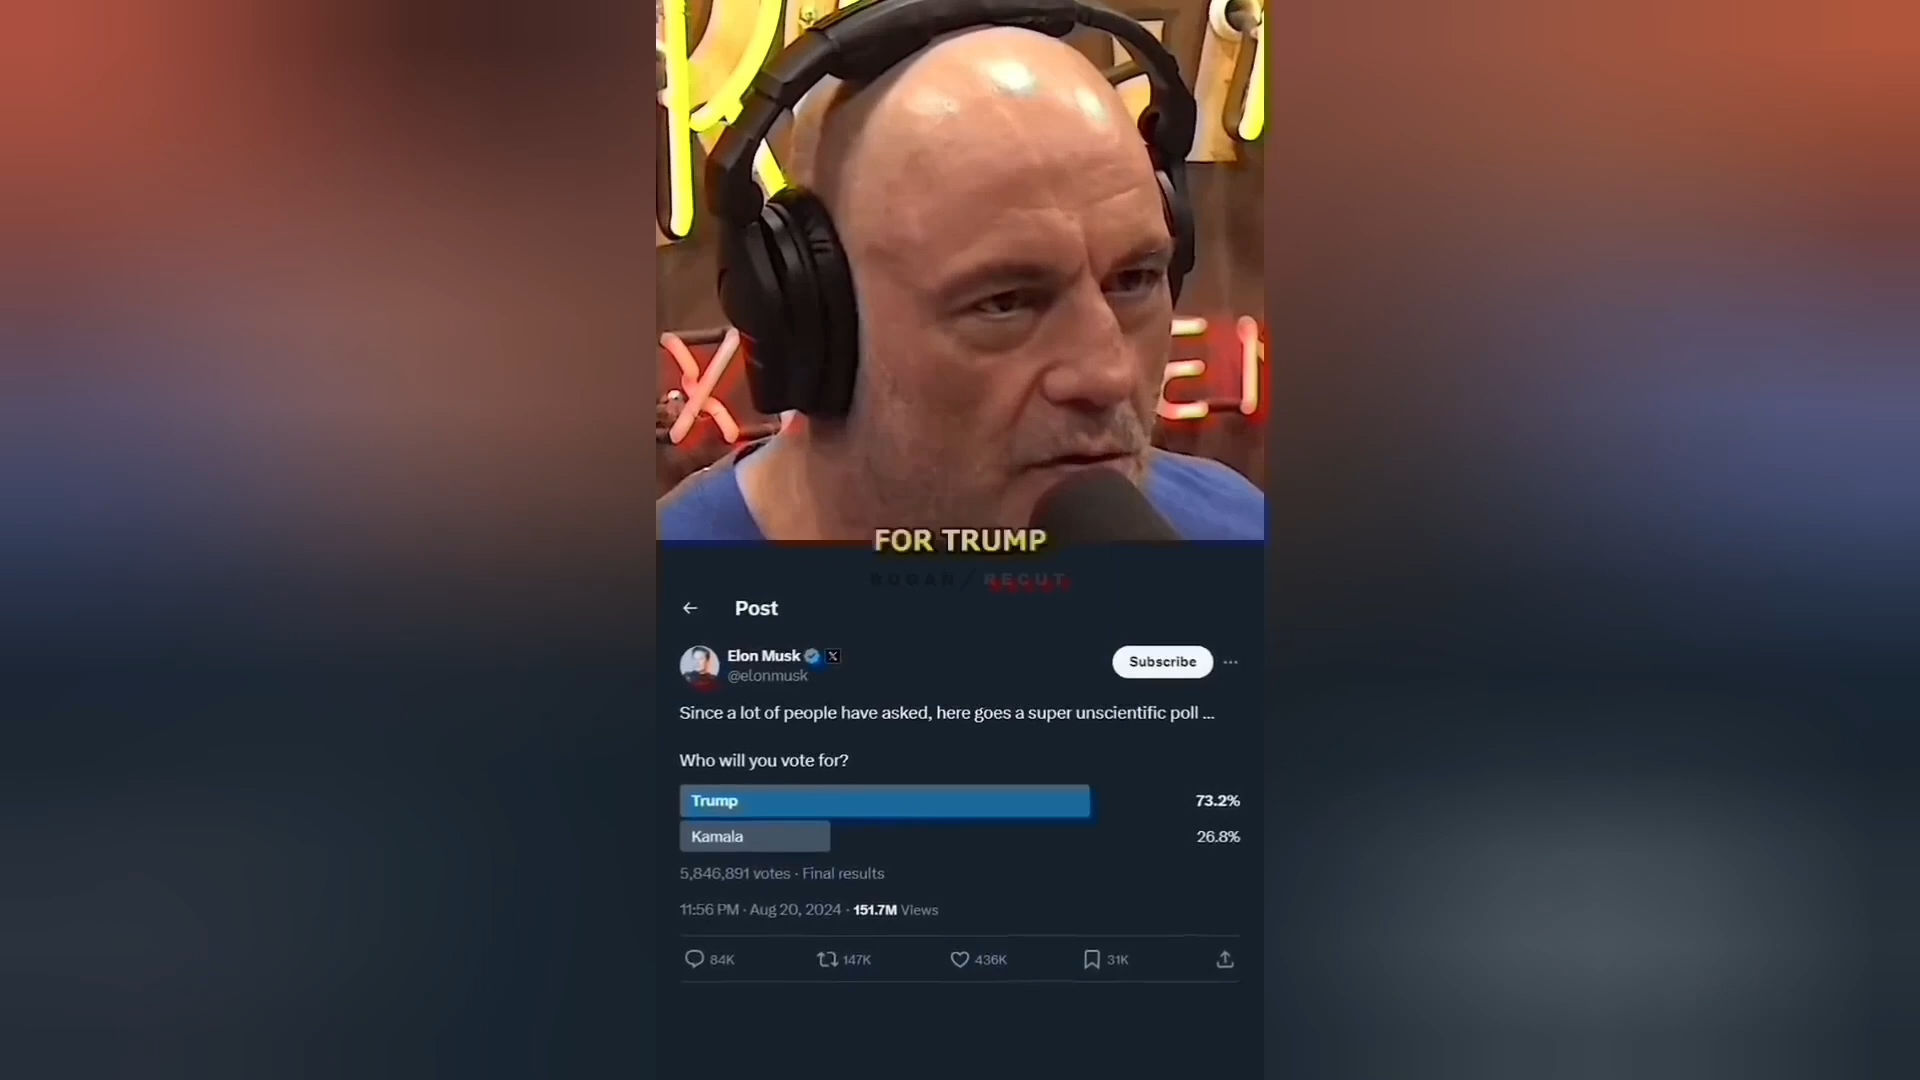 FOR TRUMP
ROGAN/RECUT
Post
Elon Musk
@elonmusk
Subscribe
Since a lot of people have asked, here goes a super unscientific poll ...
Who will you vote for?
Trump 73.2%
Kamala 26.8%
5,846,891 votes · Final results
11:56 PM · Aug 20, 2024 · 151.7M Views
84K 147K 436K 31K